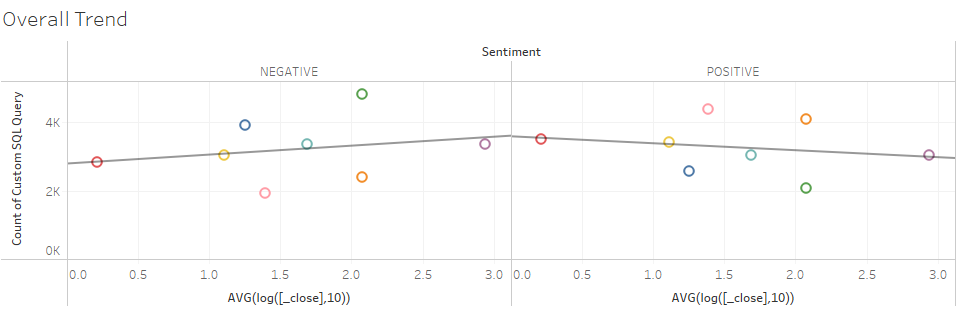 Overall Trend
Sentiment
NEGATIVE
POSITIVE
Count of Custom SQL Query
4K
2K
0K
0.0 0.5 1.0 1.5 2.0 2.5 3.0 0.0 0.5 1.0 1.5 2.0 2.5 3.0
AVG(log([_close],10)) AVG(log([_close],10))